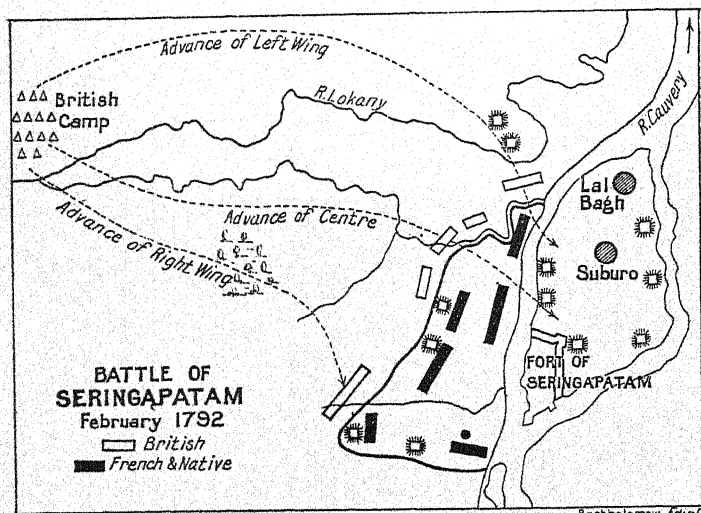 Advance of Left Wing
British
Camp
R. Lokany
R. Cauvery
Lal
Bagh
Advance of Centre
Advance of Right Wing
Suburo
FORT OF
SERINGAPATAM
BATTLE OF
SERINGAPATAM
February 1792
British
French & Native